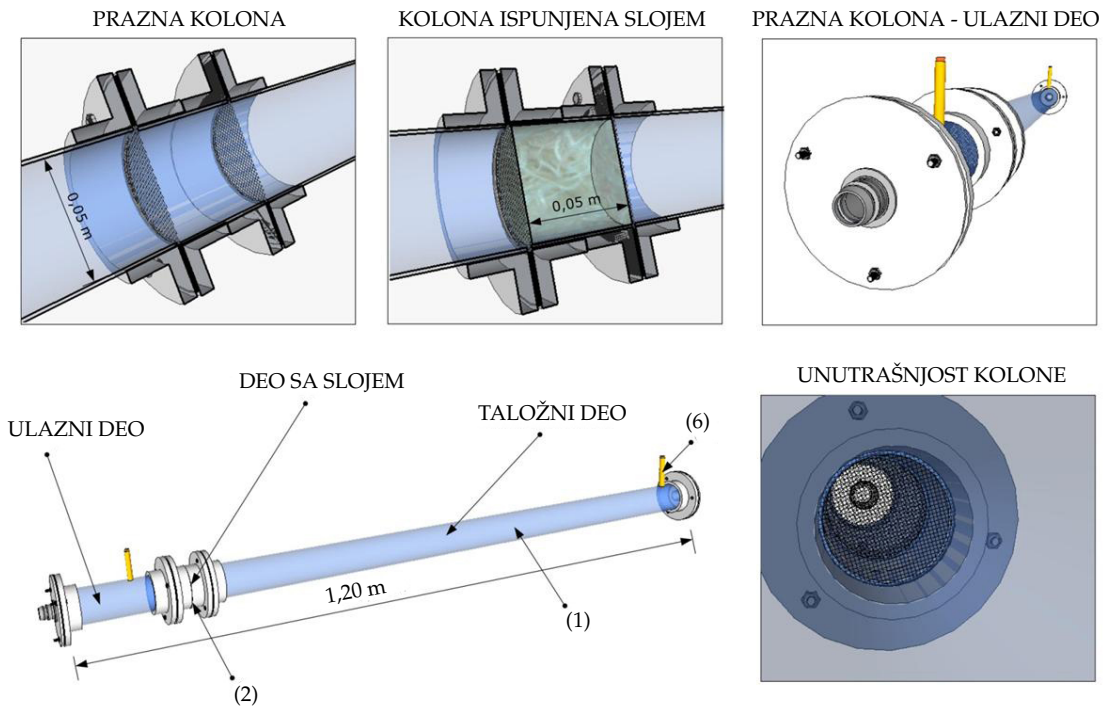 PRAZNA KOLONA
KOLONA ISPUNJENA SLOJEM
PRAZNA KOLONA - ULAZNI DEO
0,05 m
0,05 m
DEO SA SLOJEM
UNUTRAŠNJOST KOLONE
ULAZNI DEO
TALOŽNI DEO
(6)
1,20 m
(1)
(2)